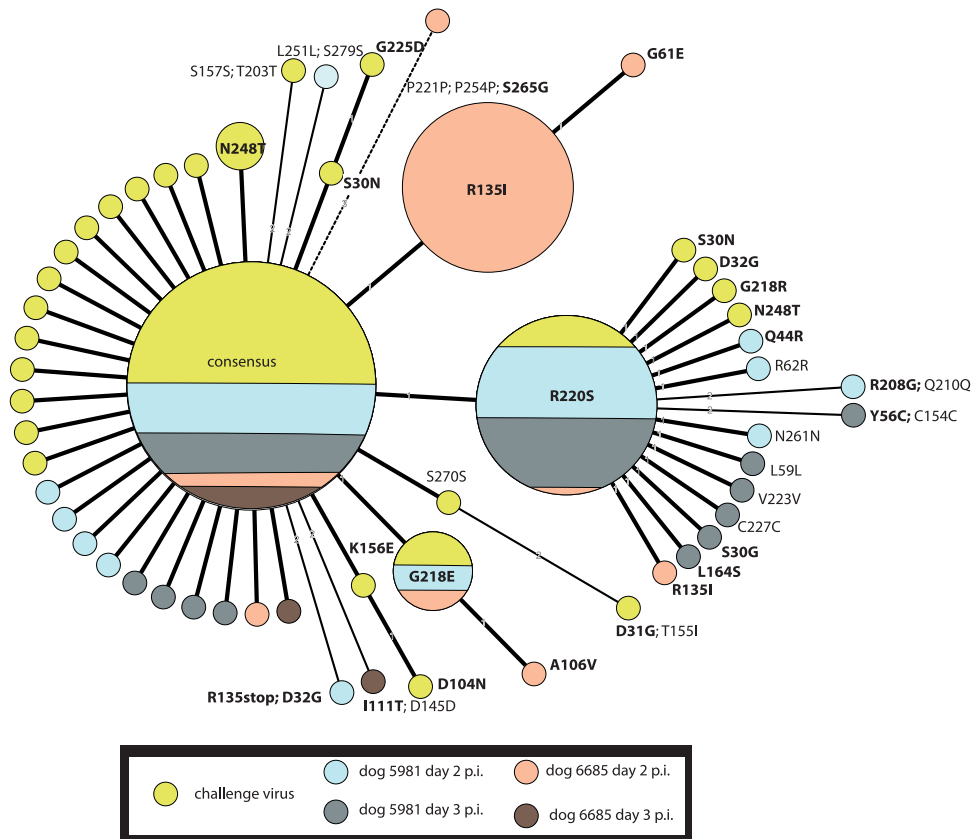 L251L; S279S
G225D
S157S; T203T
G61E
P221P; P254P; S265G
N248T
S30N
R135I
consensus
R220S
S30N
D32G
G218R
N248T
Q44R
R62R
R208G; Q210Q
Y56C; C154C
N261N
L59L
V223V
C227C
S30G
L164S
R135I
S270S
K156E
G218E
D31G; T155I
A106V
D104N
R135stop; D32G
I111T; D145D
challenge virus
dog 5981 day 2 p.i.
dog 6685 day 2 p.i.
dog 5981 day 3 p.i.
dog 6685 day 3 p.i.